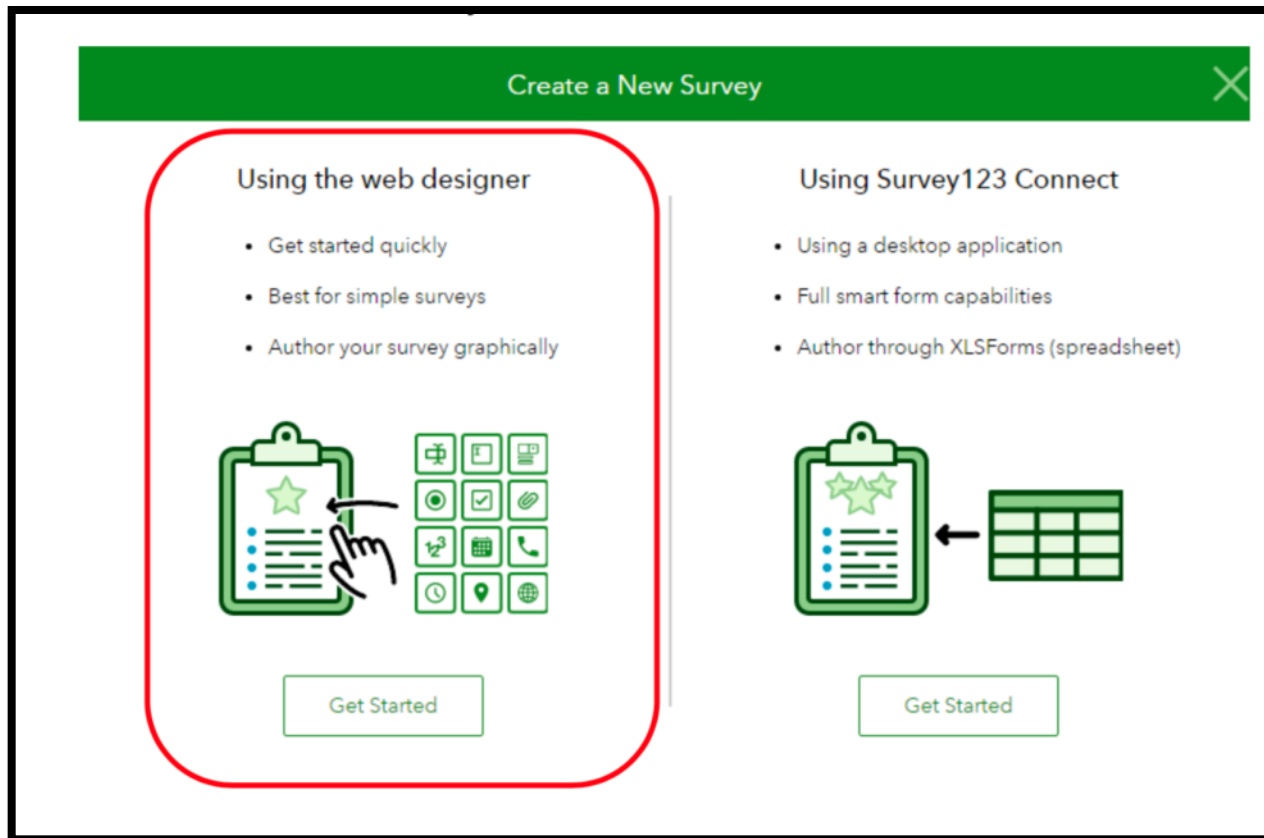 Create a New Survey
Using the web designer
• Get started quickly
• Best for simple surveys
• Author your survey graphically
Get Started
Using Survey123 Connect
• Using a desktop application
• Full smart form capabilities
• Author through XLSForms (spreadsheet)
Get Started